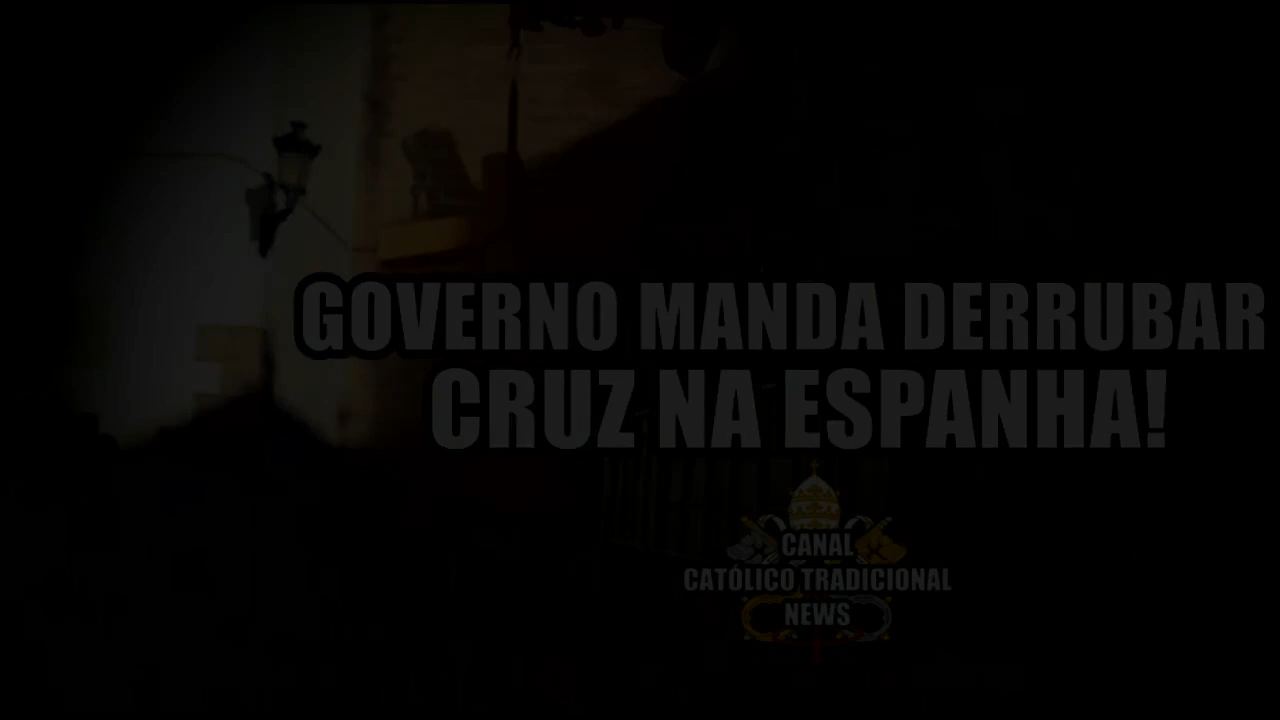 GOVERNO MANDA DERRUBAR
CRUZ NA ESPANHA!
CANAL
CATÓLICO TRADICIONAL
NEWS